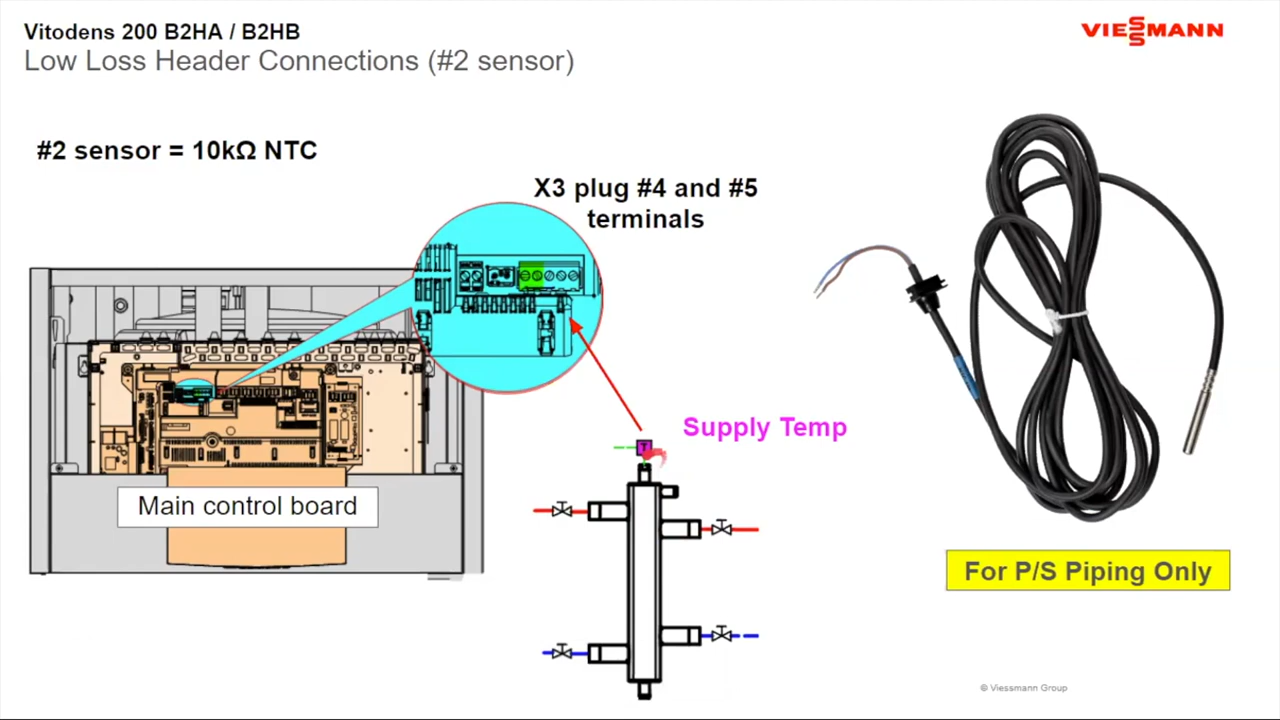 Vitodens 200 B2HA / B2HB
VIESSMANN
Low Loss Header Connections (#2 sensor)
#2 sensor = 10kΩ NTC
X3 plug #4 and #5
terminals
Supply Temp
T
Main control board
For P/S Piping Only
© Viessmann Group